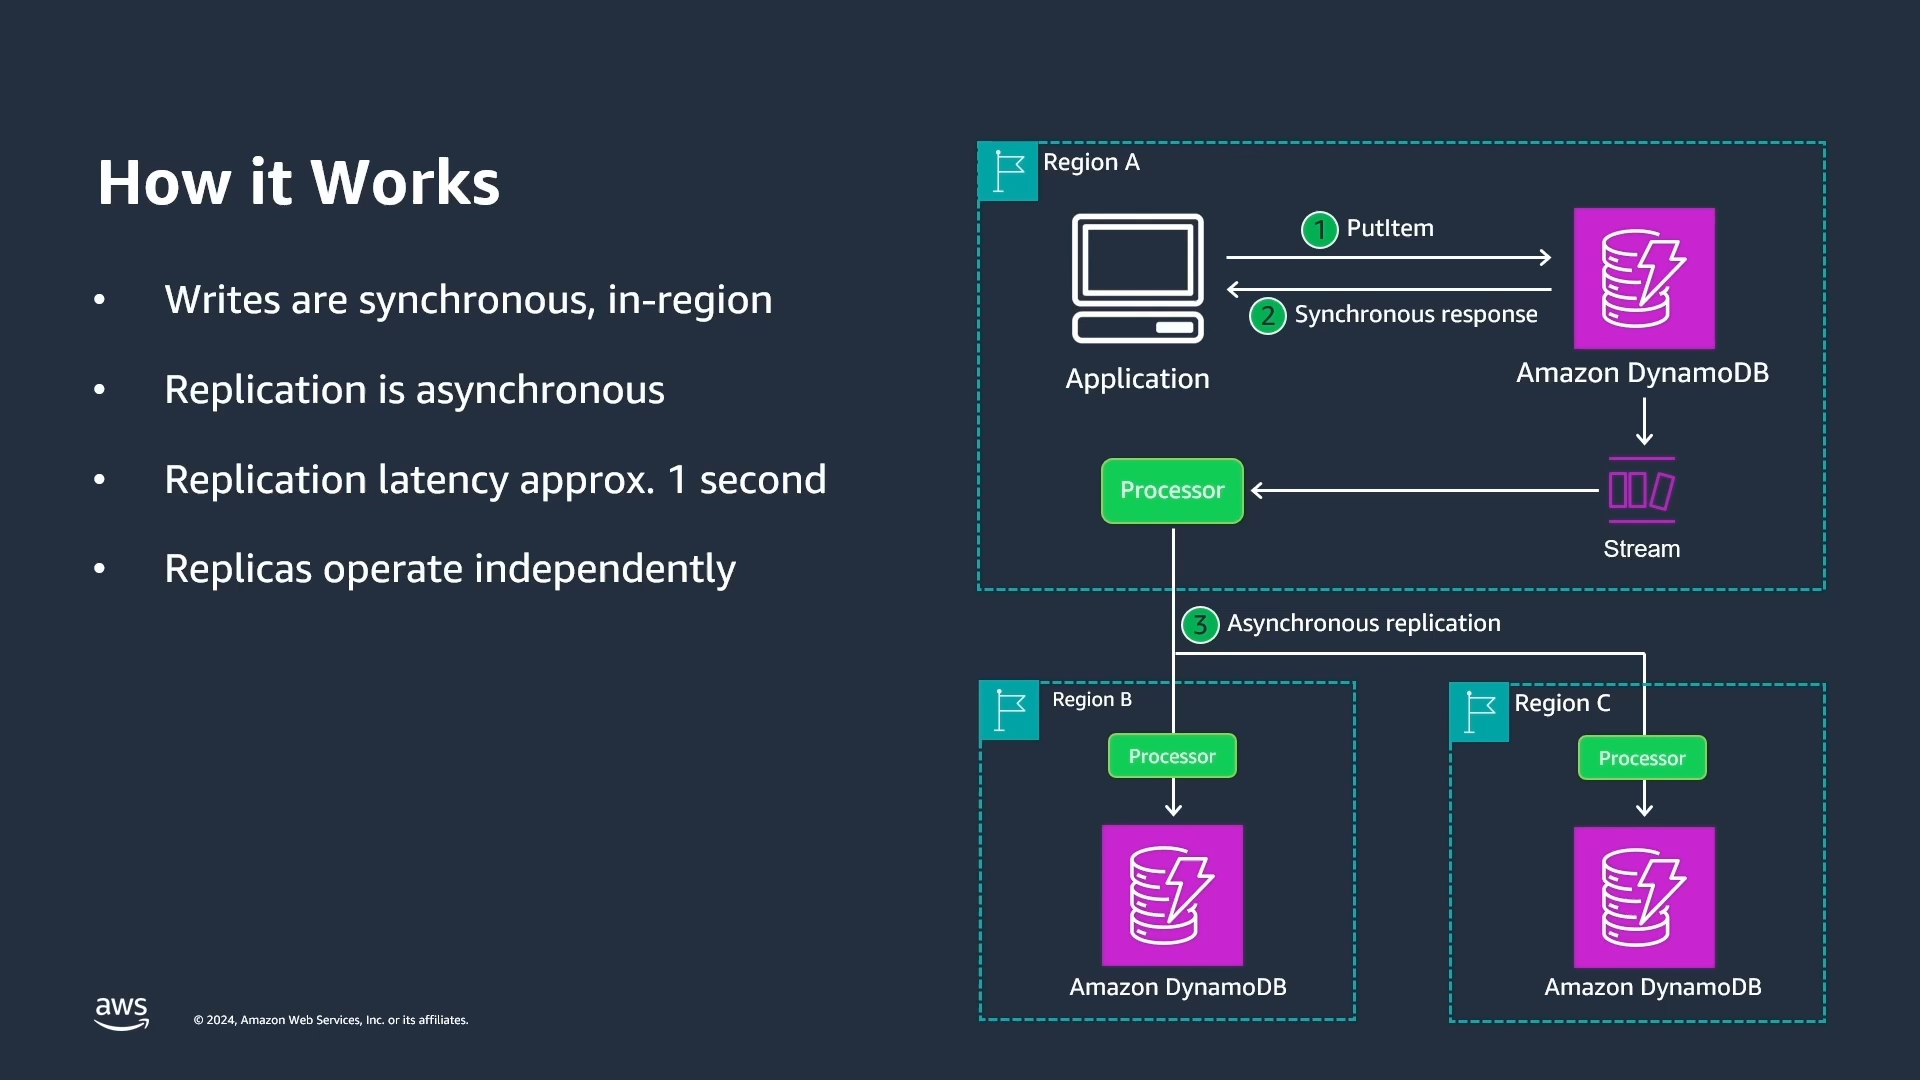 How it Works
• Writes are synchronous, in-region
• Replication is asynchronous
• Replication latency approx. 1 second
• Replicas operate independently
Region A
1 PutItem
2 Synchronous response
Application
Amazon DynamoDB
Processor
Stream
3 Asynchronous replication
Region B
Processor
Amazon DynamoDB
Region C
Processor
Amazon DynamoDB
aws
© 2024, Amazon Web Services, Inc. or its affiliates.